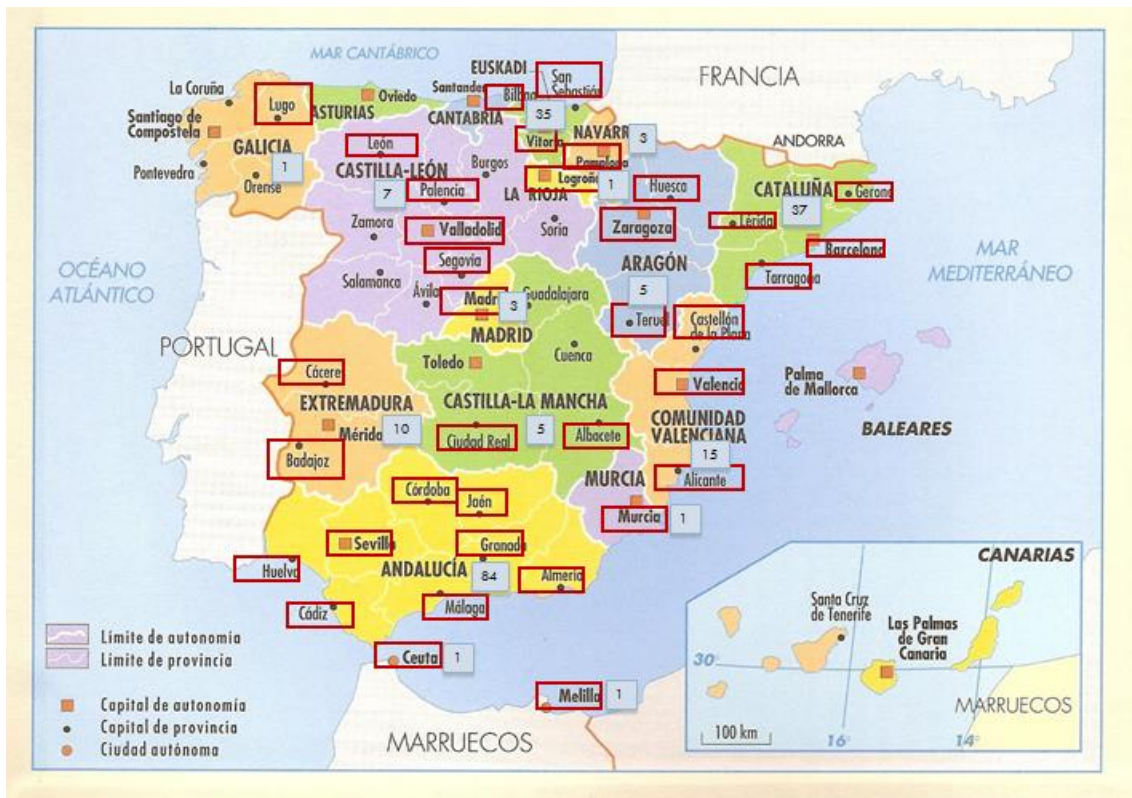 MAR CANTÁBRICO
FRANCIA
ANDORRA
OCÉANO
ATLÁNTICO
MAR
MEDITERRÁNEO
PORTUGAL
La Coruña
Lugo
Santiago de
Compostela
GALICIA
1
Pontevedra
Orense
ASTURIAS
Oviedo
Santander
CANTABRIA
EUSKADI
San
Sebastián
Bilbao
35
Vitoria
NAVARR
3
Pamplona
Logroño
1
LA RIOJA
León
CASTILLA-LEÓN
7
Palencia
Burgos
Zamora
Valladolid
Soria
Segovia
Salamanca
Ávila
Huesca
Zaragoza
ARAGÓN
5
Teruel
CATALUÑA
37
Gerona
Lérida
Barcelona
Tarragona
Madri
3
MADRID
Guadalajara
Toledo
Cuenca
CASTILLA-LA MANCHA
5
Ciudad Real
Albacete
Castellón
de la Plana
Valencia
COMUNIDAD
VALENCIANA
15
Alicante
Palma
de Mallorca
BALEARES
Cáceres
EXTREMADURA
Mérida
10
Badajoz
MURCIA
Murcia
1
Córdoba
Jaén
Sevilla
Granada
Huelva
ANDALUCÍA
84
Almería
Cádiz
Málaga
Ceuta
1
Melilla
1
MARRUECOS
Límite de autonomía
Límite de provincia
Capital de autonomía
Capital de provincia
Ciudad autónoma
CANARIAS
Santa Cruz
de Tenerife
Las Palmas
de Gran
Canaria
30°
MARRUECOS
100 km
16°
14°